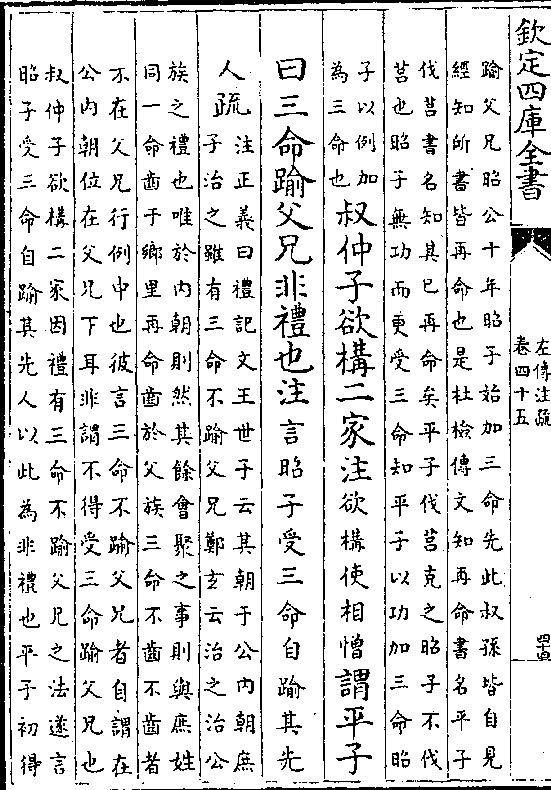 欽定四庫全書
左傳注疏
卷四十五
踰父兄昭公十年昭子始加三命先此叔孫皆自見
經知所書皆再命也是杜檢傳文知再命書名平子
伐莒書名知其已再命矣平子伐莒克之昭子不伐
莒也昭子無功而更受三命知平子以功加三命昭
子以例加
為三命也
叔仲子欲構二家注欲構使相憎謂平子
曰三命踰父兄非禮也注言昭子受三命自踰其先
人疏
注正義曰禮記文王世子云其朝于公内朝庶
子治之雖有三命不踰父兄鄭玄云治之治公
族之禮也唯於内朝則然其餘會聚之事則與庶姓
同一命齒于鄉里再命齒於父族三命不齒不齒者
不在父兄行例中也彼言三命不踰父兄者自謂在
公内朝位在父兄下耳非謂不得受三命踰父兄也
叔仲子欲構二家因禮有三命不踰父兄之法遂言
昭子受三命自踰其先人以此為非禮也平子初得